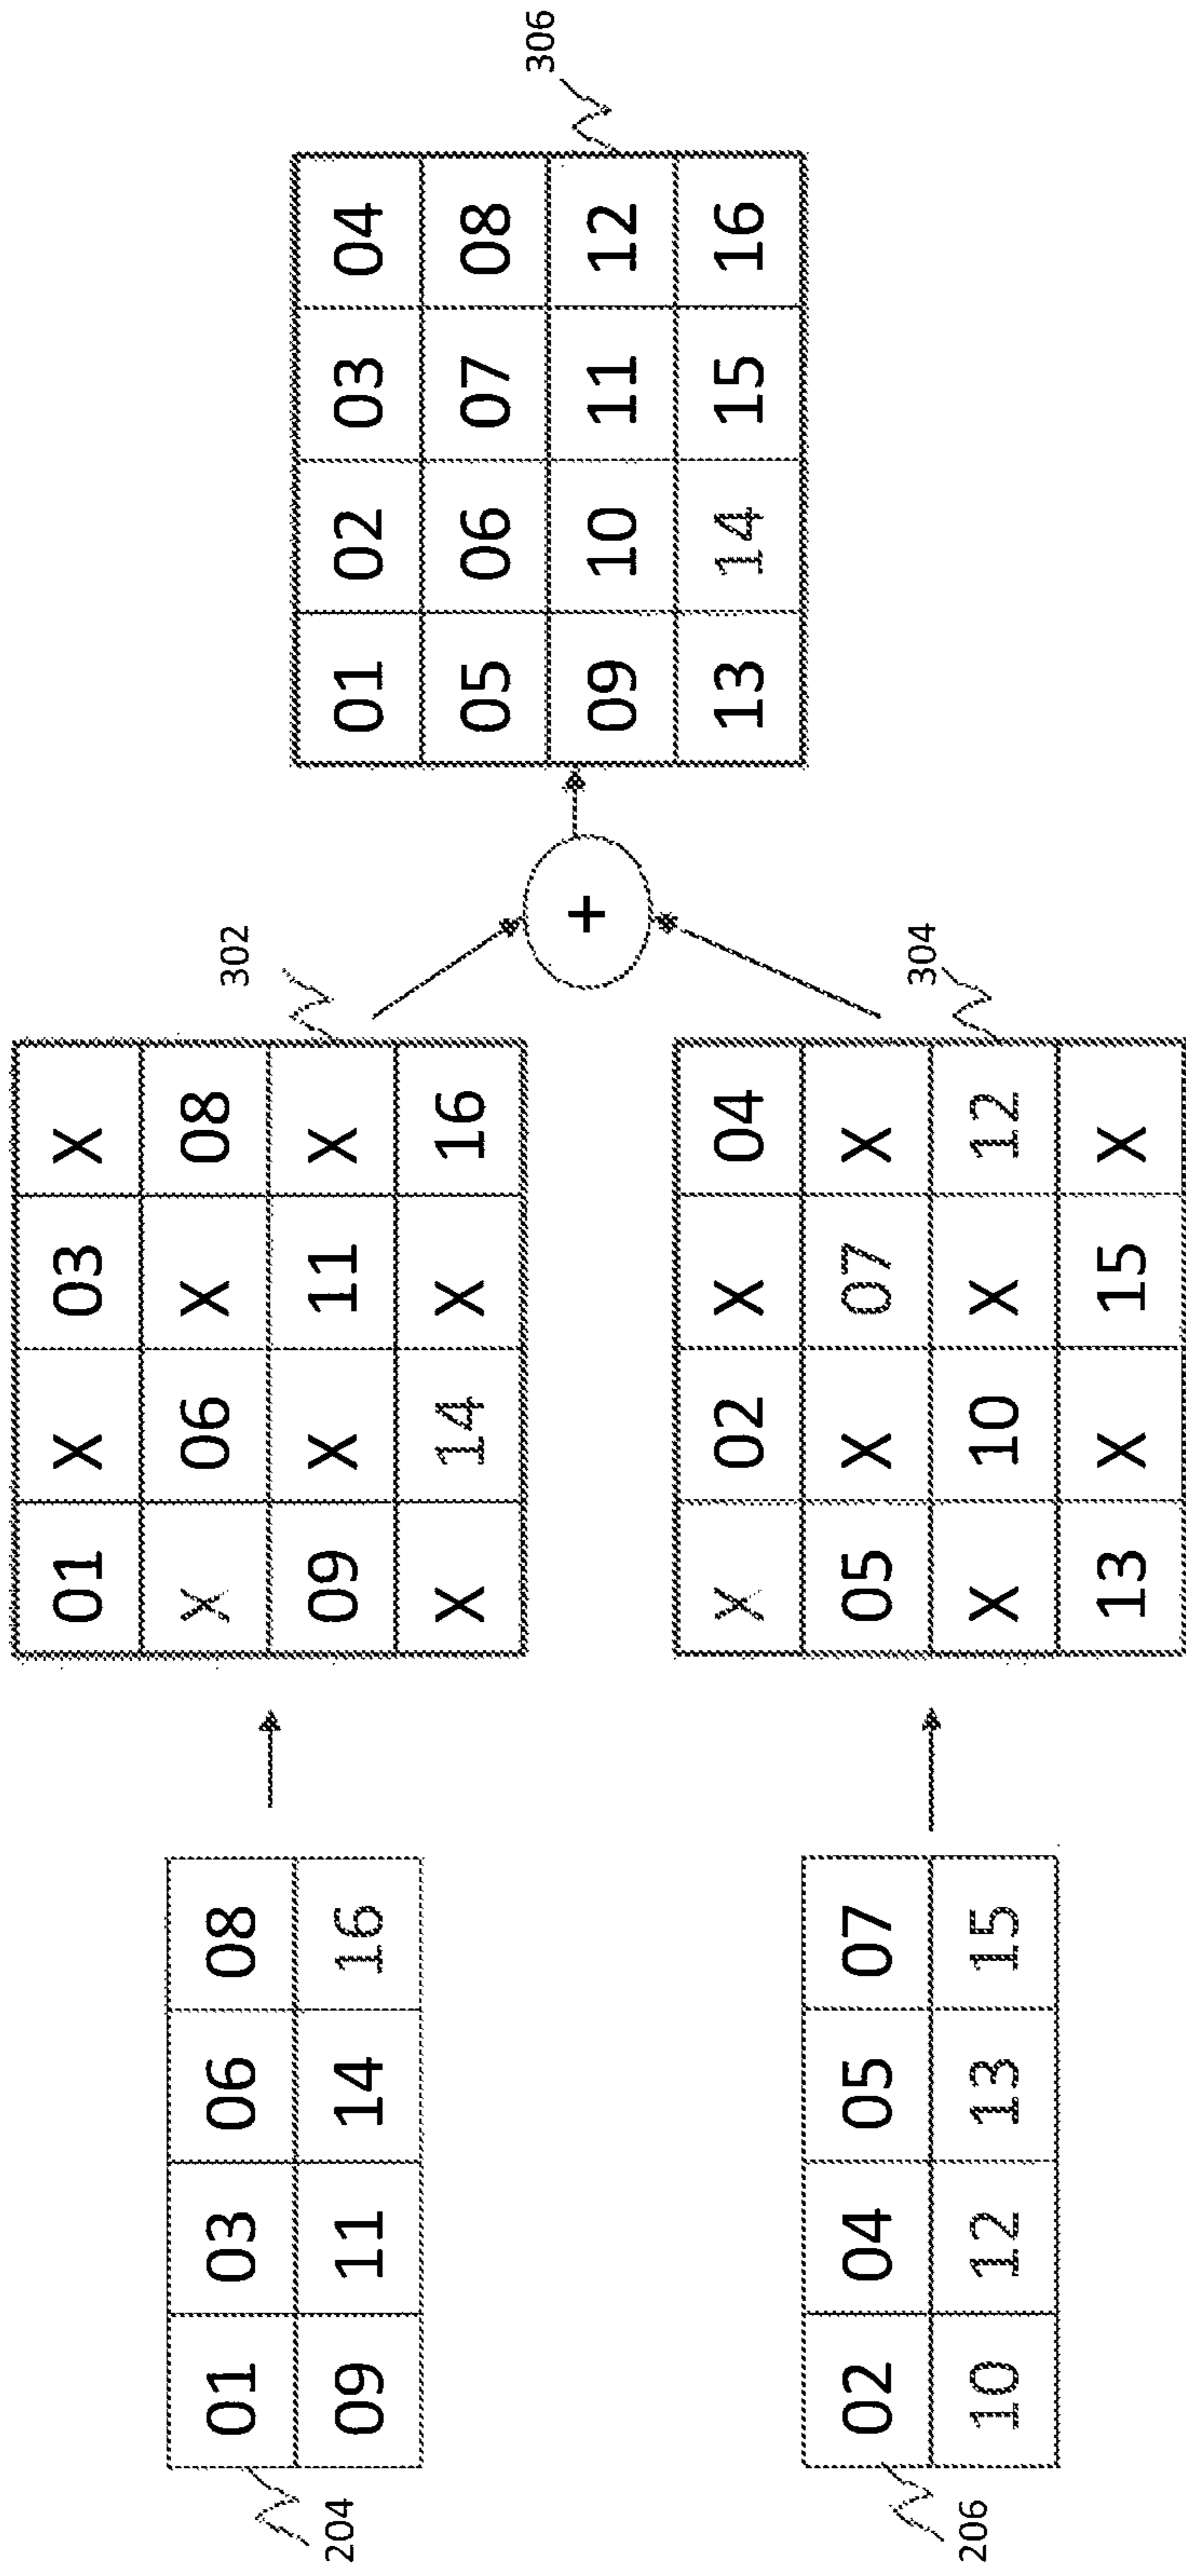 01 03 06 08
09 11 14 16
204
02 04 05 07
10 12 13 15
206
01 X 03 X
X 06 X 08
09 X 11 X
X 14 X 16
302
X 02 X 04
05 X 07 X
X 10 X 12
13 X 15 X
304
+
01 02 03 04
05 06 07 08
09 10 11 12
13 14 15 16
306